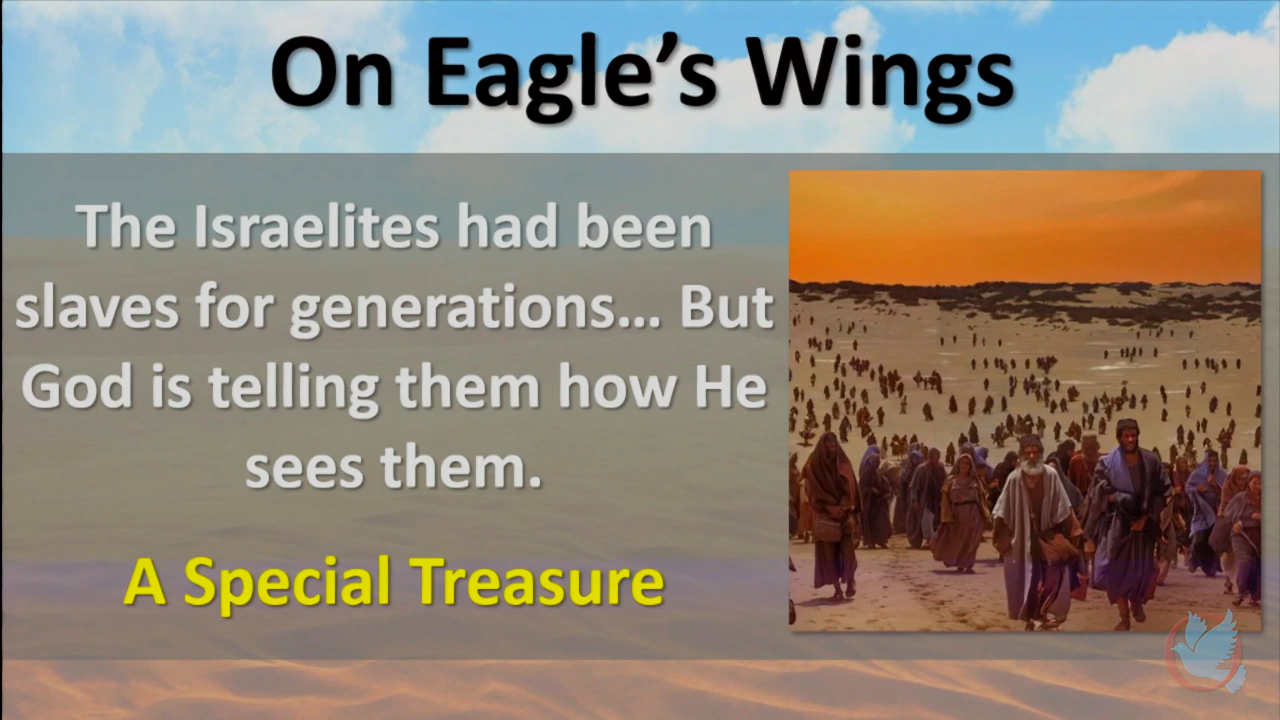 On Eagle’s Wings
The Israelites had been
slaves for generations... But
God is telling them how He
sees them.
A Special Treasure